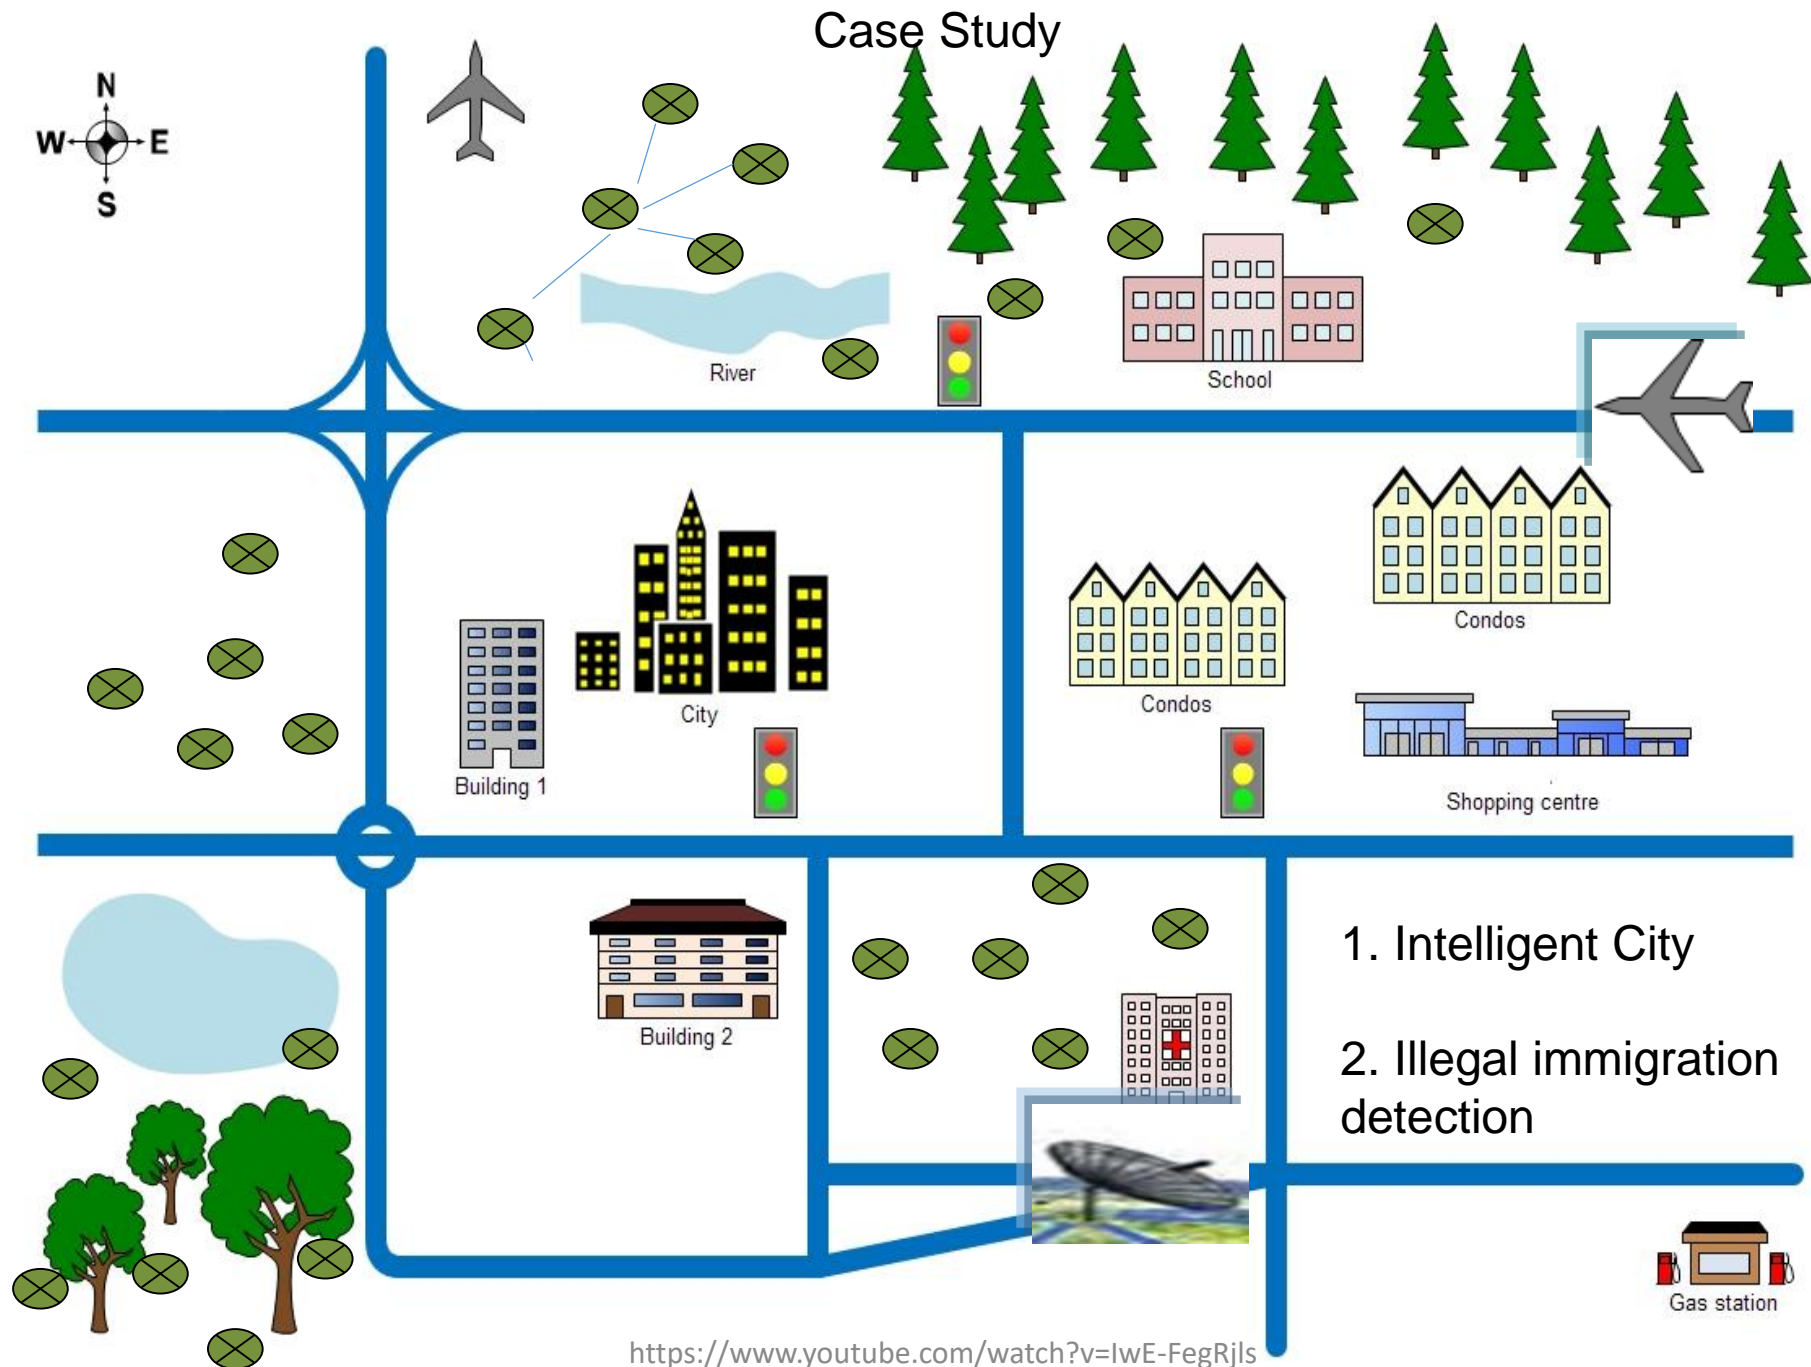 Case Study
N
W E
S
River
School
Condos
City
Condos
Building 1
Shopping centre
1. Intelligent City
Building 2
2. Illegal immigration
detection
Gas station
https://www.youtube.com/watch?v=IwE-FegRjls